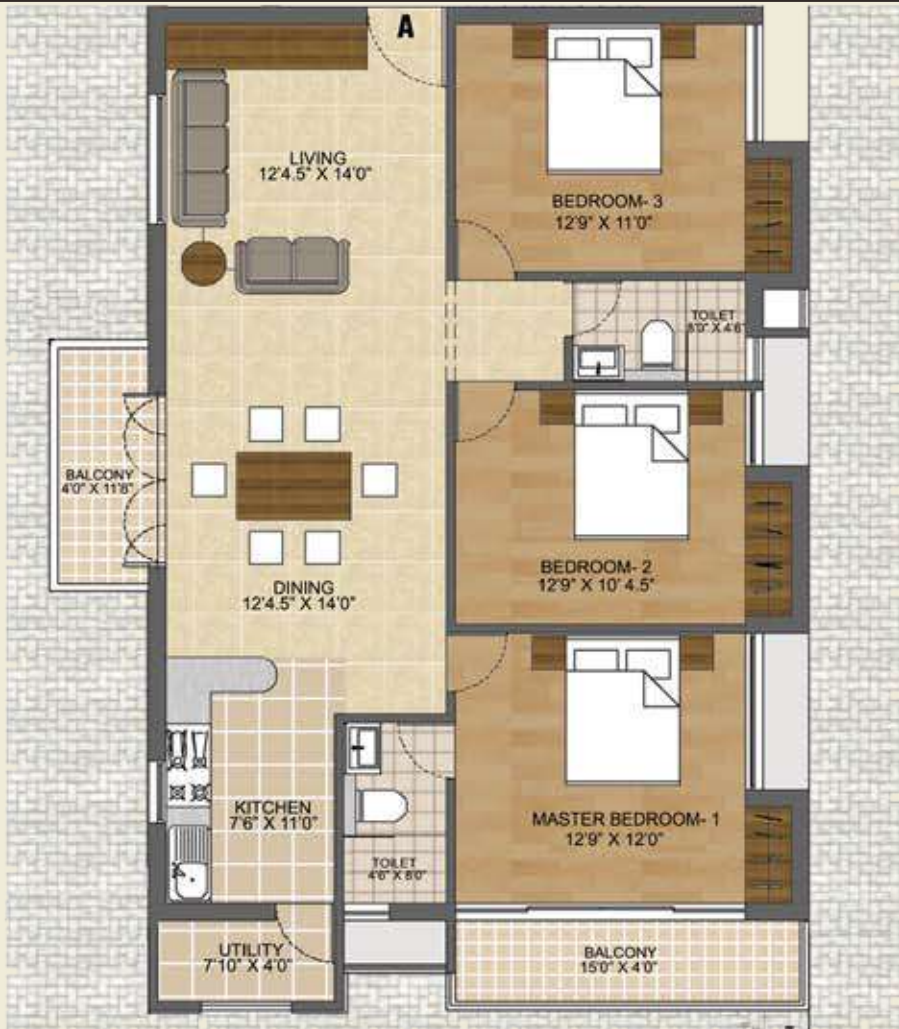 A
LIVING
12'4.5" X 14'0"
BEDROOM- 3
12'9" X 11'0"
TOILET
8'0" X 4'6"
BALCONY
4'0" X 11'8"
DINING
12'4.5" X 14'0"
BEDROOM- 2
12'9" X 10' 4.5"
KITCHEN
7'6" X 11'0"
MASTER BEDROOM- 1
12'9" X 12'0"
TOILET
4'6" X 8'0"
UTILITY
7'10" X 4'0"
BALCONY
15'0" X 4'0"